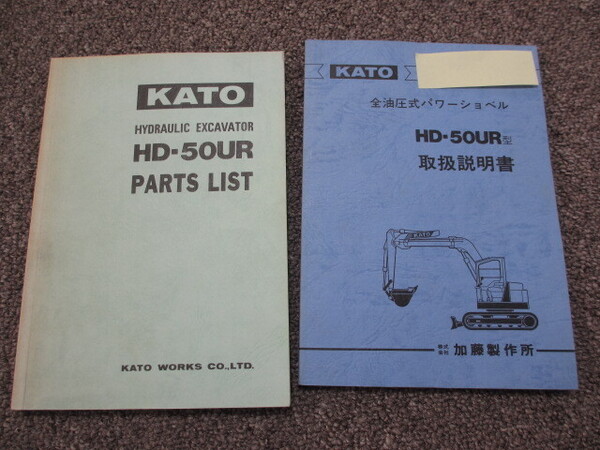 KATO
HYDRAULIC EXCAVATOR
HD-50UR
PARTS LIST
KATO WORKS CO.,LTD.
KATO
全油圧式パワーショベル
HD-50UR型
取扱説明書
KATO
株式会社 加藤製作所